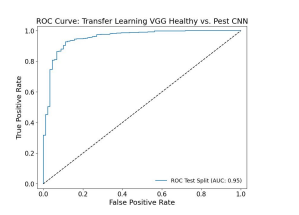 ROC Curve: Transfer Learning VGG Healthy vs. Pest CNN
True Positive Rate
1.0
0.8
0.6
0.4
0.2
0.0
ROC Test Split (AUC: 0.95)
0.0 0.2 0.4 0.6 0.8 1.0
False Positive Rate